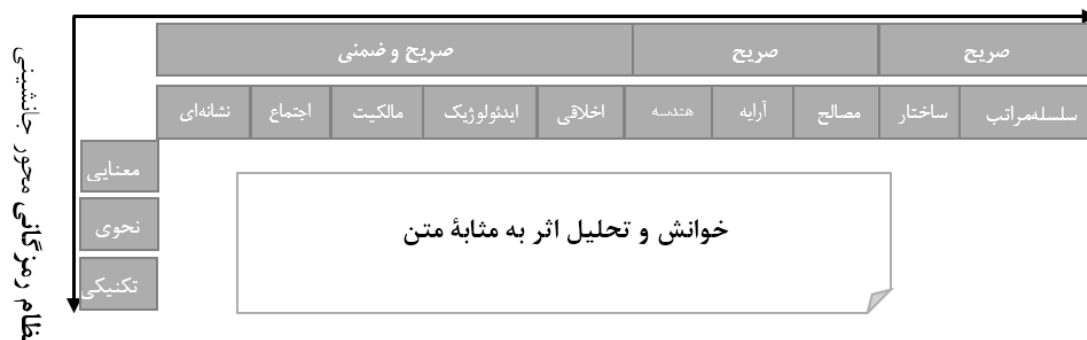 صریح صریح صریح و ضمنی
سلسله‌مراتب ساختار مصالح آرایه هندسه اخلاقی ایدئولوژیک مالکیت اجتماع نشانه‌ای
معنایی
نحوی
تکنیکی
خوانش و تحلیل اثر به مثابهٔ متن
نظام رمزگانی محور جانشینی